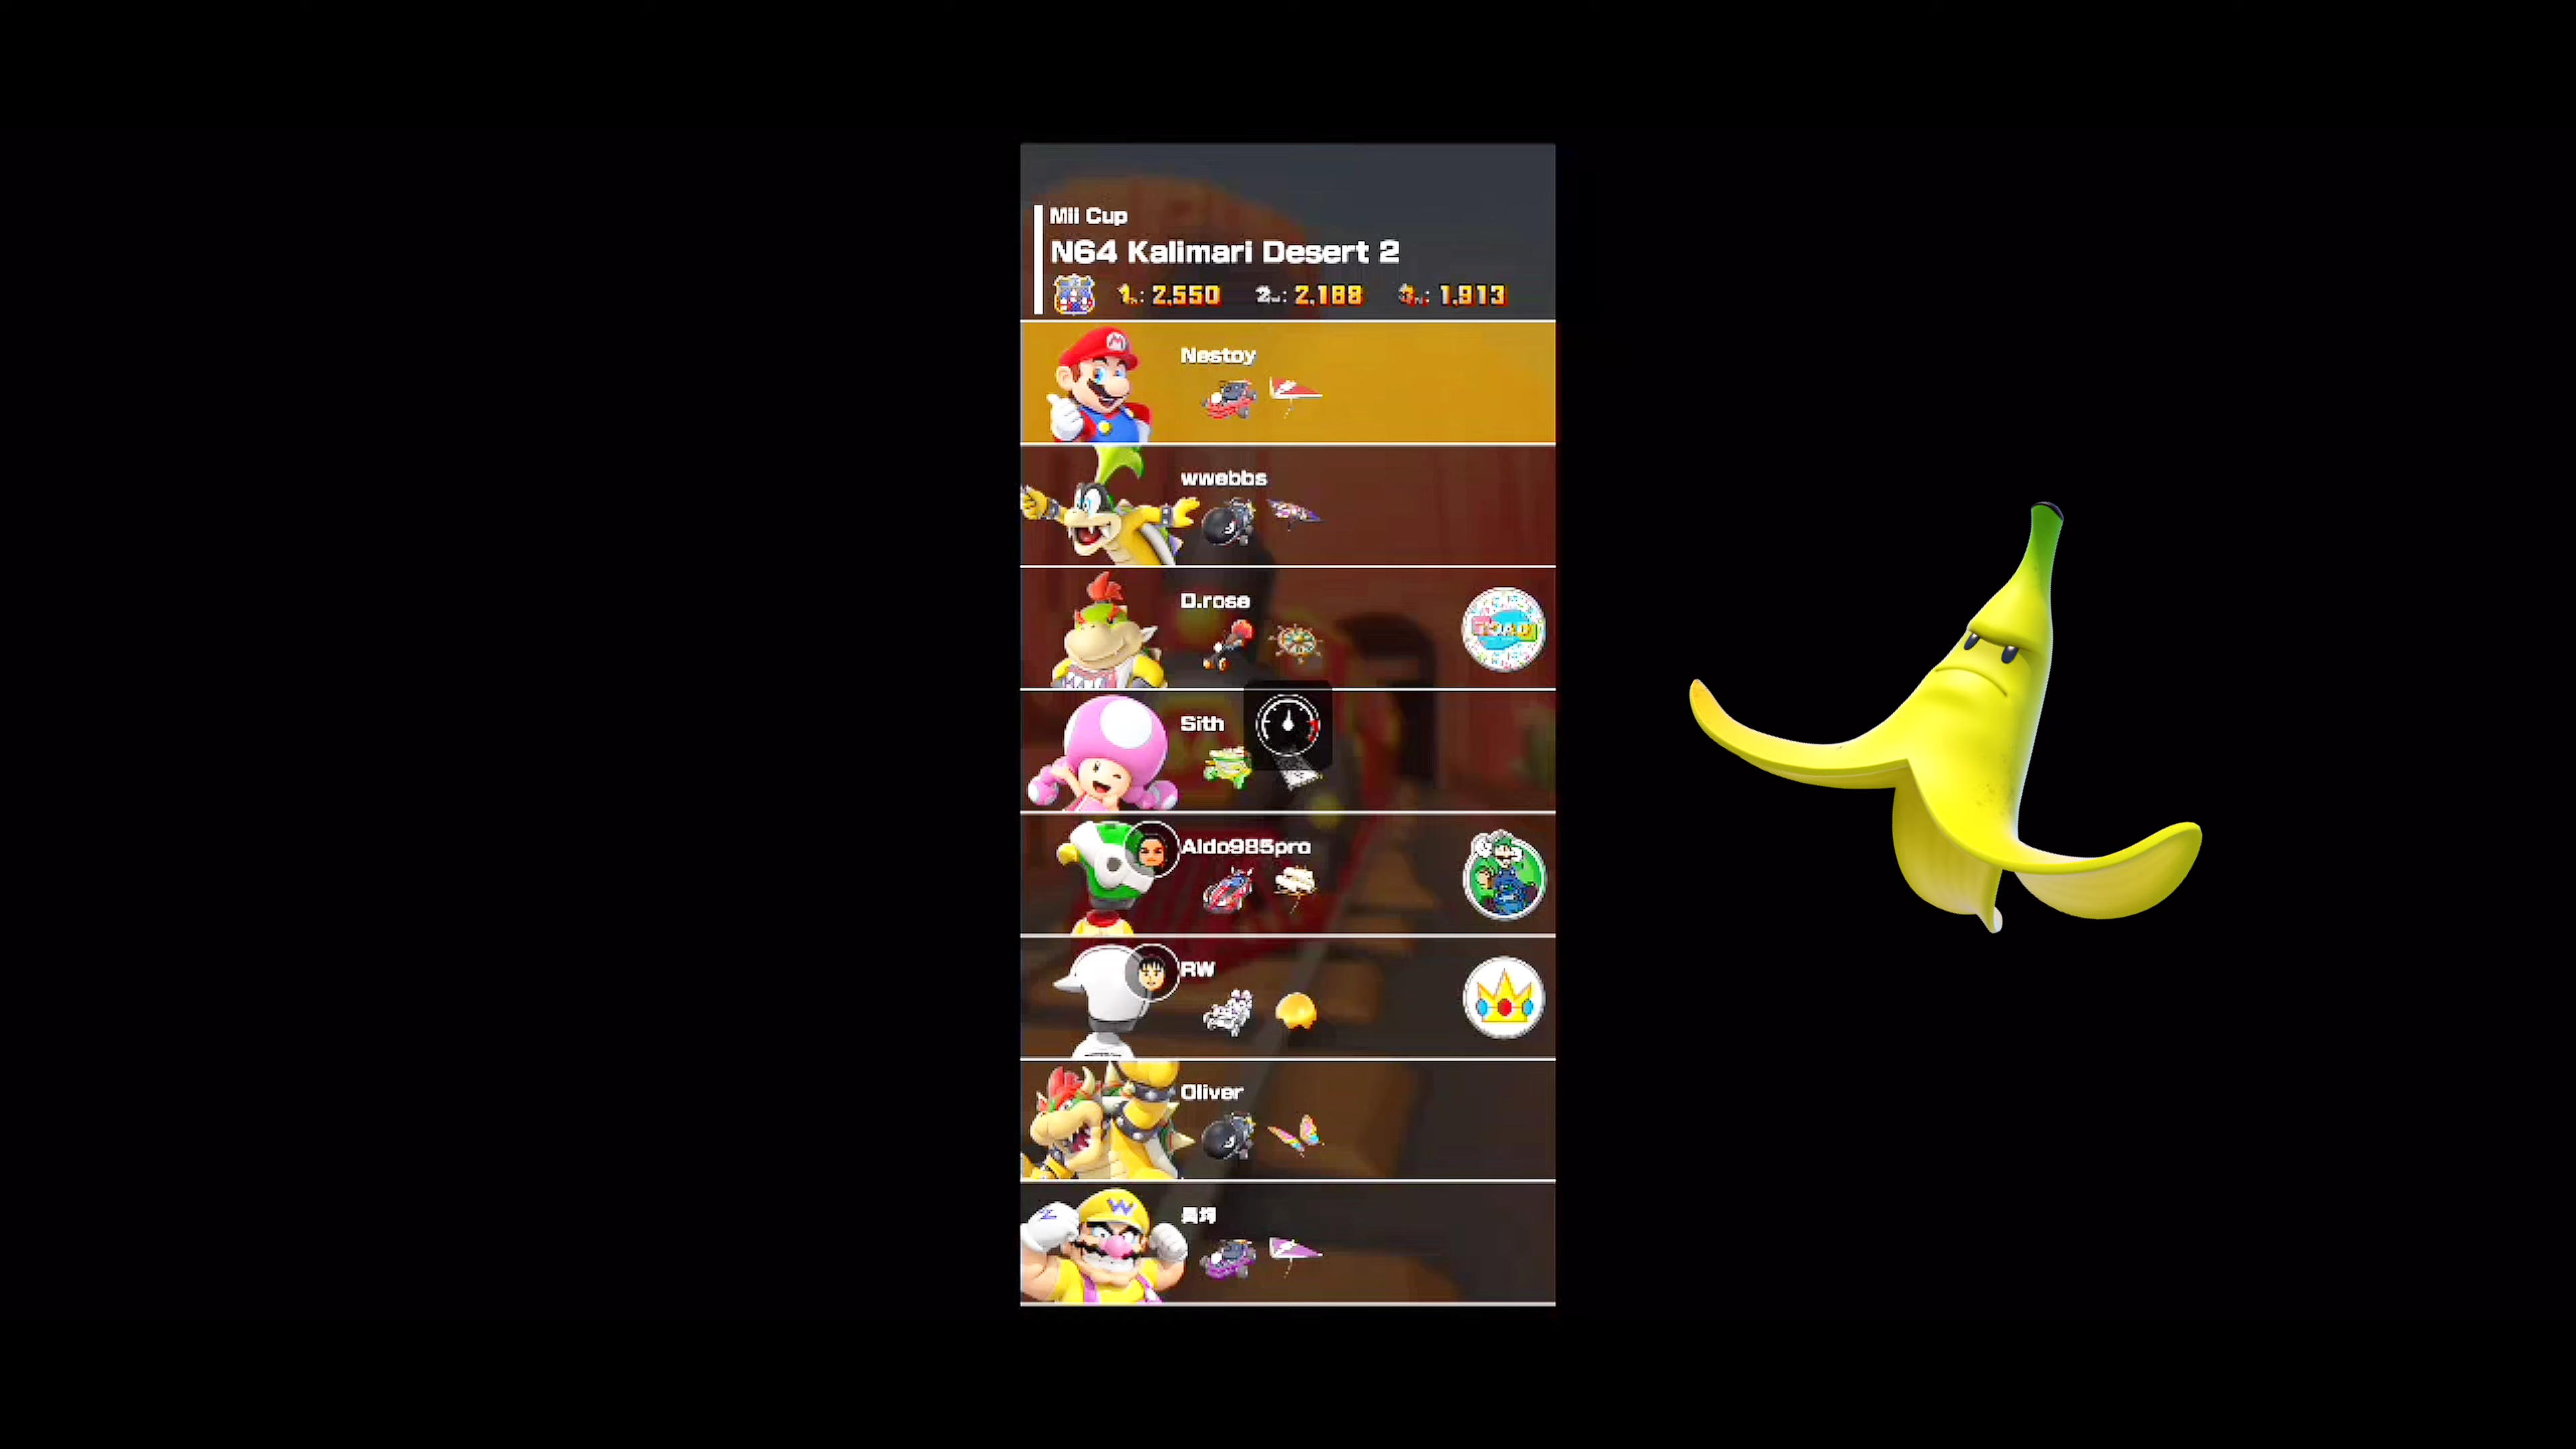 Mii Cup
N64 Kalimari Desert 2
1st: 2,550 2nd: 2,188 3rd: 1,913
Nestoy
wwebbs
D.rose
Sith
Aldo985pro
RW
Oliver